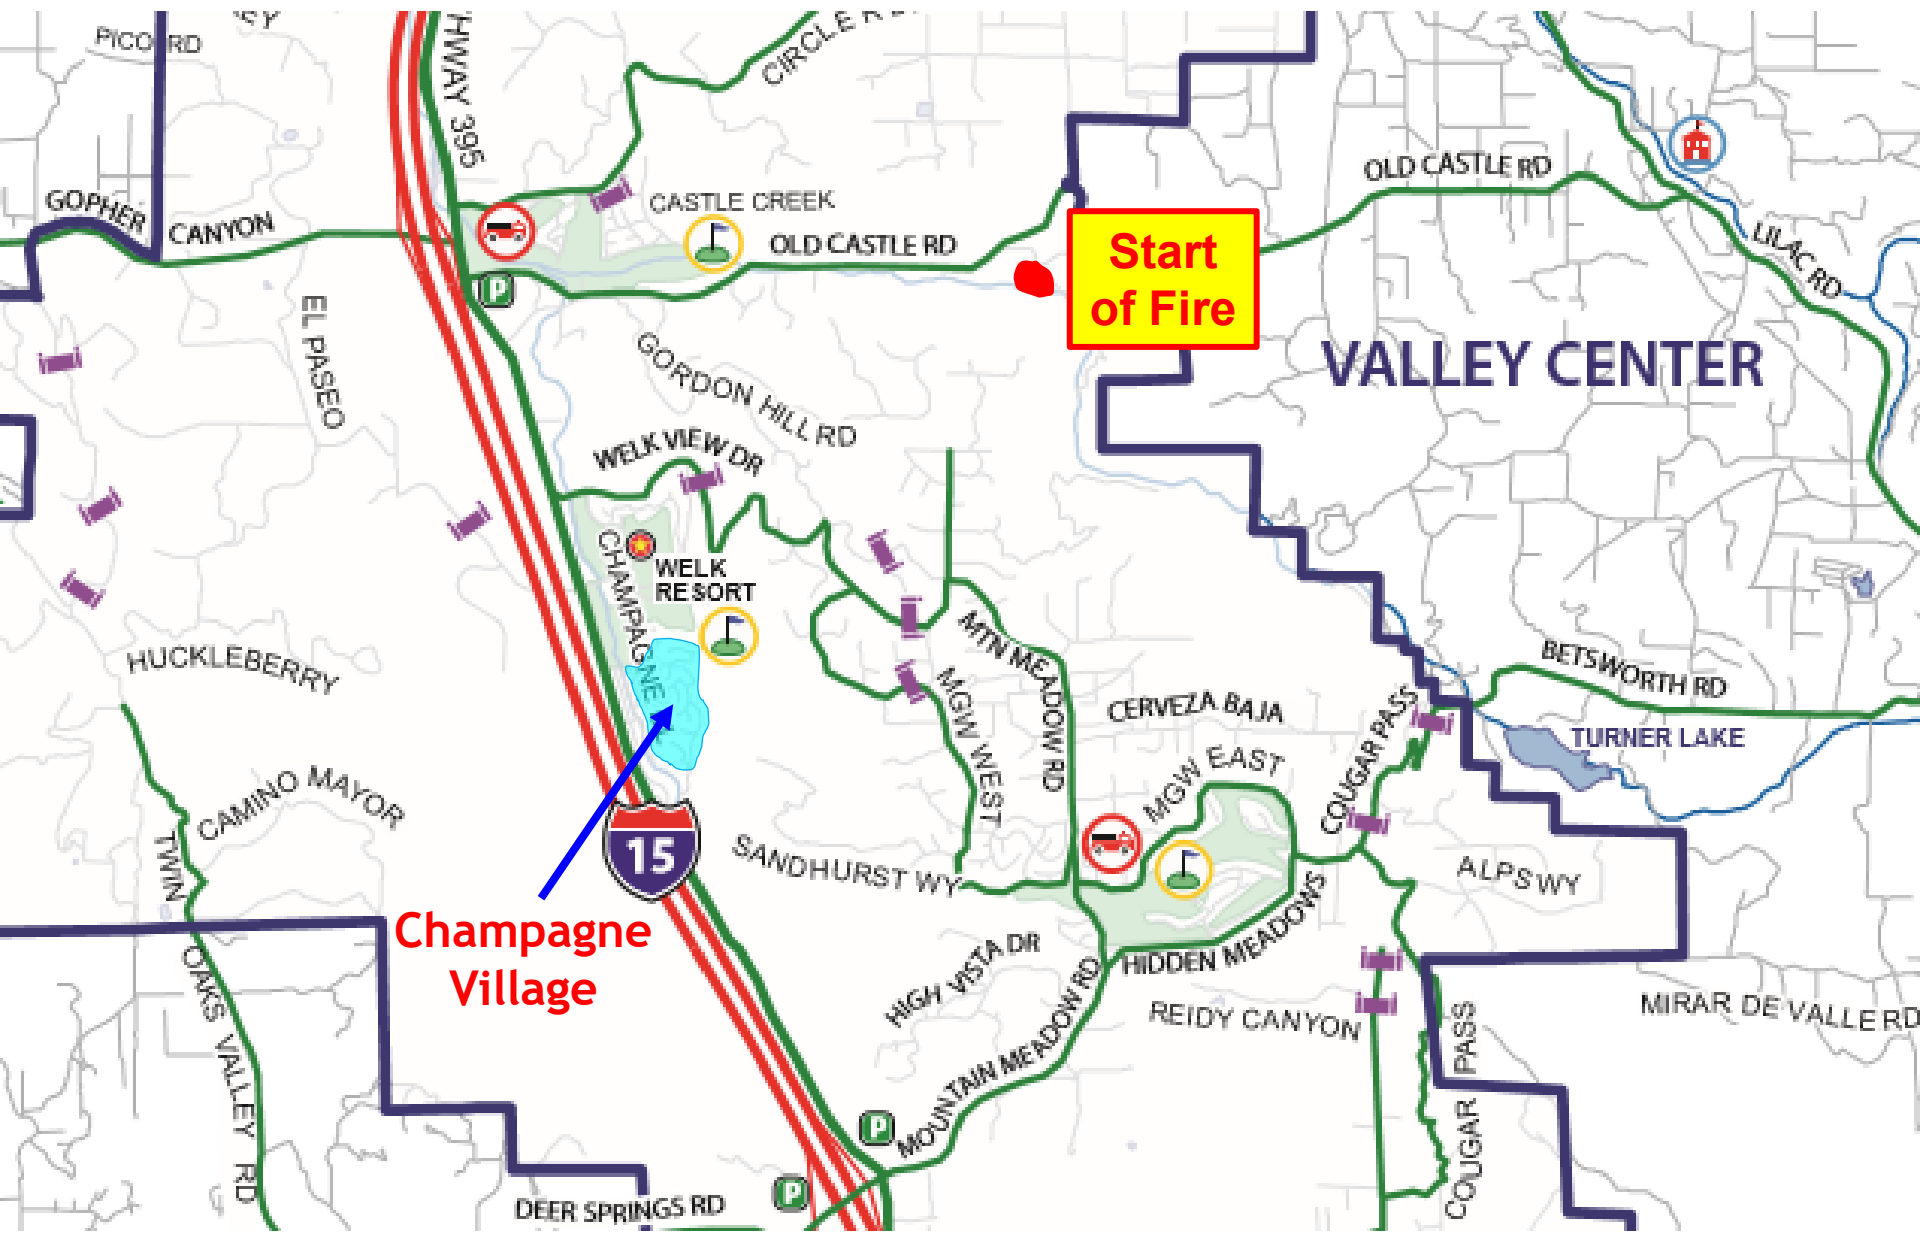 PICO RD
HWAY 395
CIRCLE R
OLD CASTLE RD
GOPHER
CANYON
CASTLE CREEK
OLD CASTLE RD
P
Start
of Fire
LILAC RD
EL PASEO
GORDON HILL RD
VALLEY CENTER
WELK VIEW DR
CHAMPAGNE
WELK
RESORT
MTN MEADOW RD
HUCKLEBERRY
BETSWORTH RD
MGW WEST
CERVEZA BAJA
COUGAR PASS
TURNER LAKE
MGW EAST
CAMINO MAYOR
TWIN
OAKS VALLEY RD
15
SANDHURST WY
ALPS WY
Champagne
Village
HIGH VISTA DR
HIDDEN MEADOWS
REIDY CANYON
MIRAR DE VALLE RD
MOUNTAIN MEADOW RD
COUGAR PASS
P
P
DEER SPRINGS RD